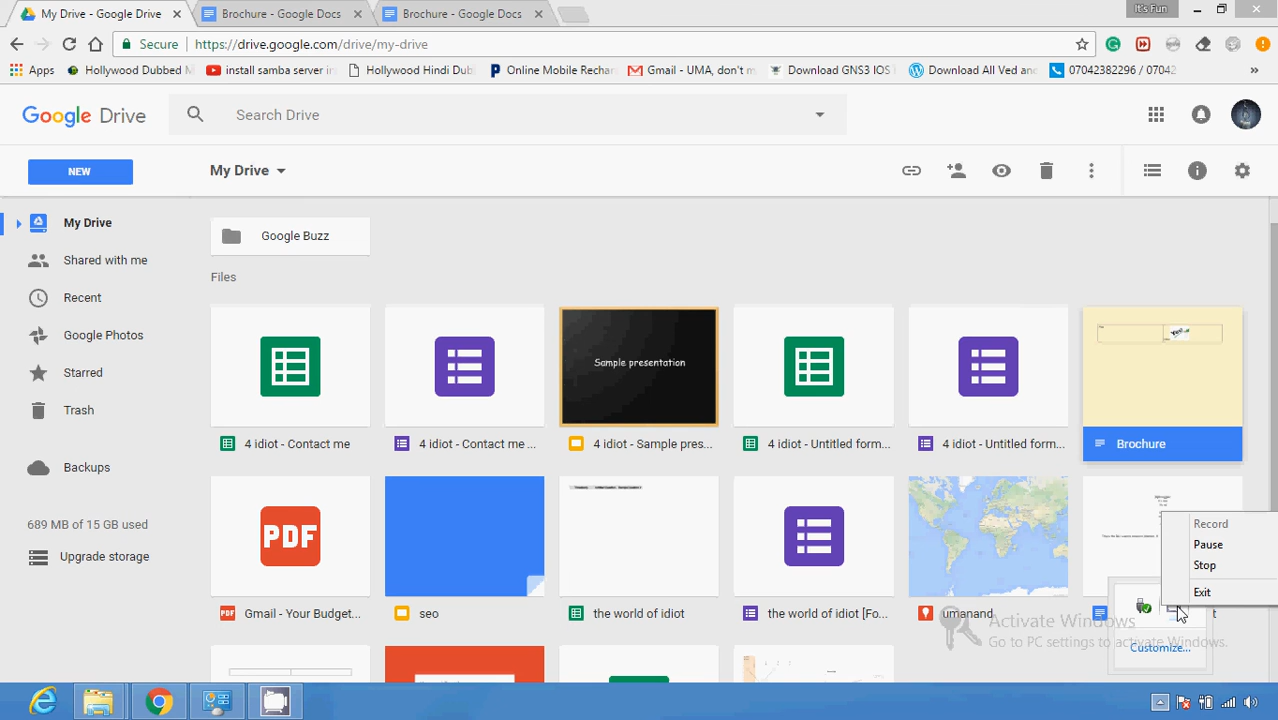 My Drive - Google Drive
Brochure - Google Docs
Brochure - Google Docs
It's Fun
Secure
https://drive.google.com/drive/my-drive
Apps
Hollywood Dubbed M
install samba server in
Hollywood Hindi Dub
Online Mobile Rechar
Gmail - UMA, don't m
Download GNS3 IOS
Download All Ved and
07042382296 / 07042
Google Drive
Search Drive
NEW
My Drive
My Drive
Shared with me
Recent
Google Photos
Starred
Trash
Backups
689 MB of 15 GB used
Upgrade storage
Google Buzz
Files
Sample presentation
4 idiot - Contact me
4 idiot - Contact me ...
4 idiot - Sample pres...
4 idiot - Untitled form...
4 idiot - Untitled form...
Brochure
PDF
PDF
Gmail - Your Budget...
seo
the world of idiot
the world of idiot [Fo...
umanand
Record
Pause
Stop
Exit
Customize...
Activate Windows
Go to PC settings to activate Windows.